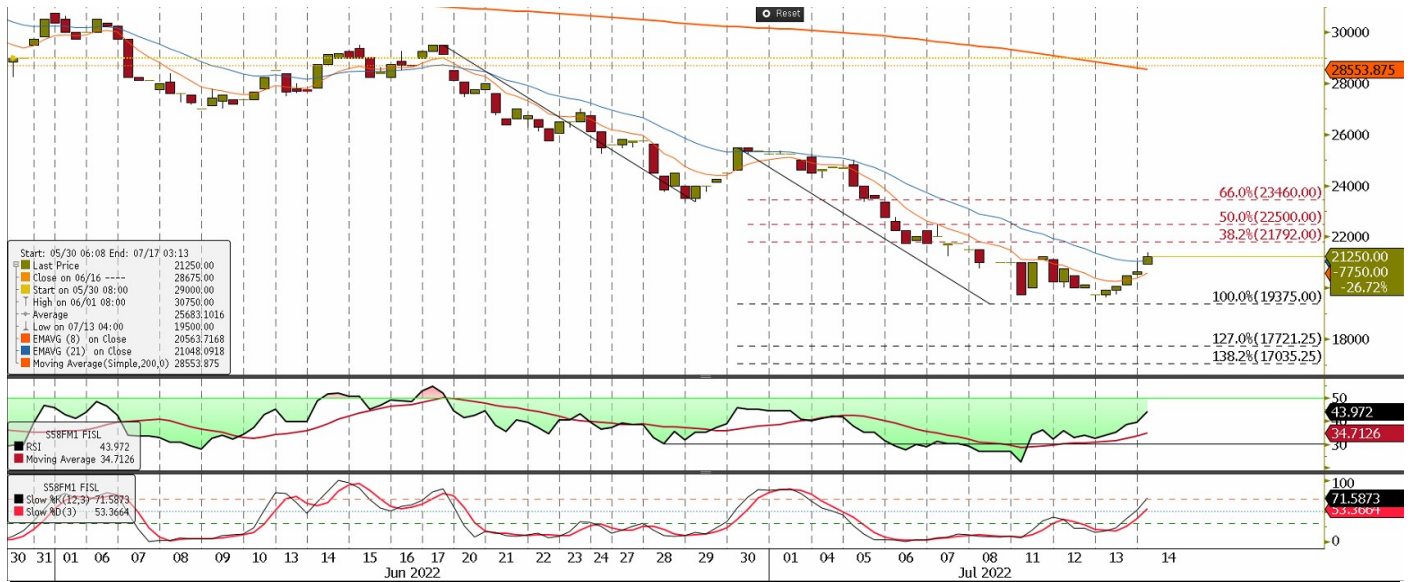 Reset
30000
28553.875
28000
26000
24000
66.0%(23460.00)
50.0%(22500.00)
38.2%(21792.00)
22000
21250.00
-7750.00
-26.72%
100.0%(19375.00)
127.0%(17721.25)
138.2%(17035.25)
18000
Start: 05/30 06:08 End: 07/17 03:13
Last Price 21250.00
Close on 06/16 ---- 28675.00
Start on 05/30 08:00 29000.00
High on 06/01 08:00 30750.00
Average 25683.1016
Low on 07/13 04:00 19500.00
EMAVG (8) on Close 20563.7168
EMAVG (21) on Close 21048.0918
Moving Average(Simple,200,0) 28553.875
50
43.972
34.7126
30
S58FM1 FISL
RSI 43.972
Moving Average 34.7126
100
71.5873
53.3664
0
S58FM1 FISL
Slow %K(12,3) 71.5873
Slow %D(3) 53.3664
30 31 01 06 07 08 09 10 13 14 15 16 17 20 21 22 23 24 27 28 29 30 01 04 05 06 07 08 11 12 13 14
Jun 2022 Jul 2022